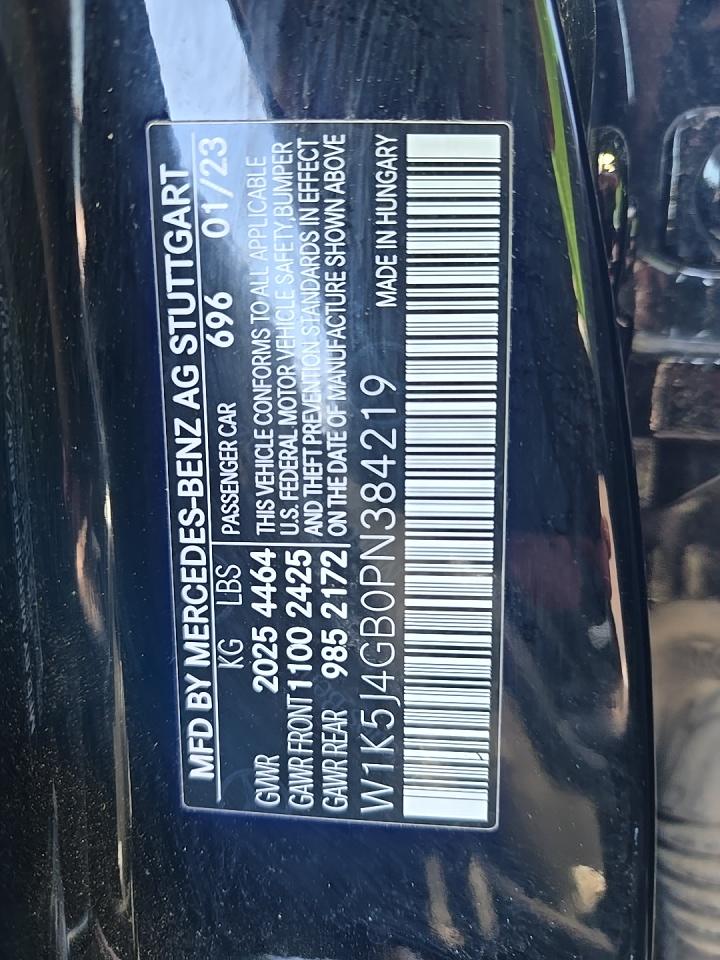 MFD BY MERCEDES-BENZ AG STUTTGART
KG LBS PASSENGER CAR 696 01/23
GVWR 2025 4464 THIS VEHICLE CONFORMS TO ALL APPLICABLE
GAWR FRONT 1100 2425 U.S. FEDERAL MOTOR VEHICLE SAFETY, BUMPER
GAWR REAR 985 2172 AND THEFT PREVENTION STANDARDS IN EFFECT
ON THE DATE OF MANUFACTURE SHOWN ABOVE
W1K5J4GB0PN384219 MADE IN HUNGARY